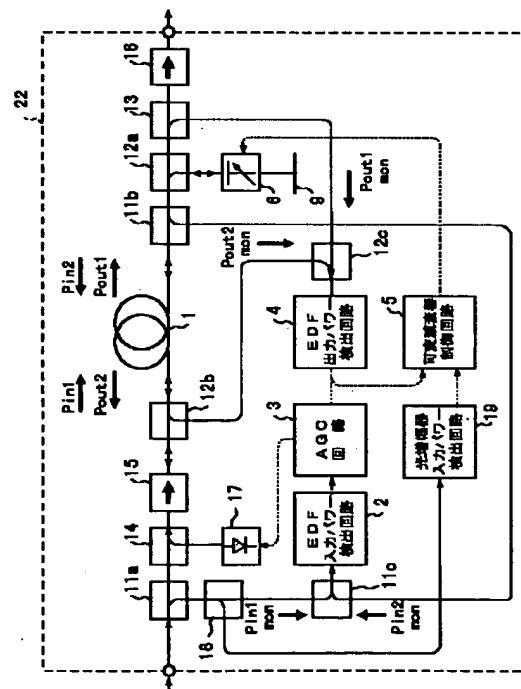 22
11a
14
15
12b
1
11b
12a
13
16
Pin1
Pout2
Pin2
Pout1
18
17
6
9
Pin1
mon
Pin2
mon
11c
2
EDF
入力パワー
検出回路
3
AGC
回路
4
EDF
出力パワー
検出回路
12c
Pout2
mon
Pout1
mon
5
可変減衰器
制御回路
19
光増幅器
入力パワー
検出回路